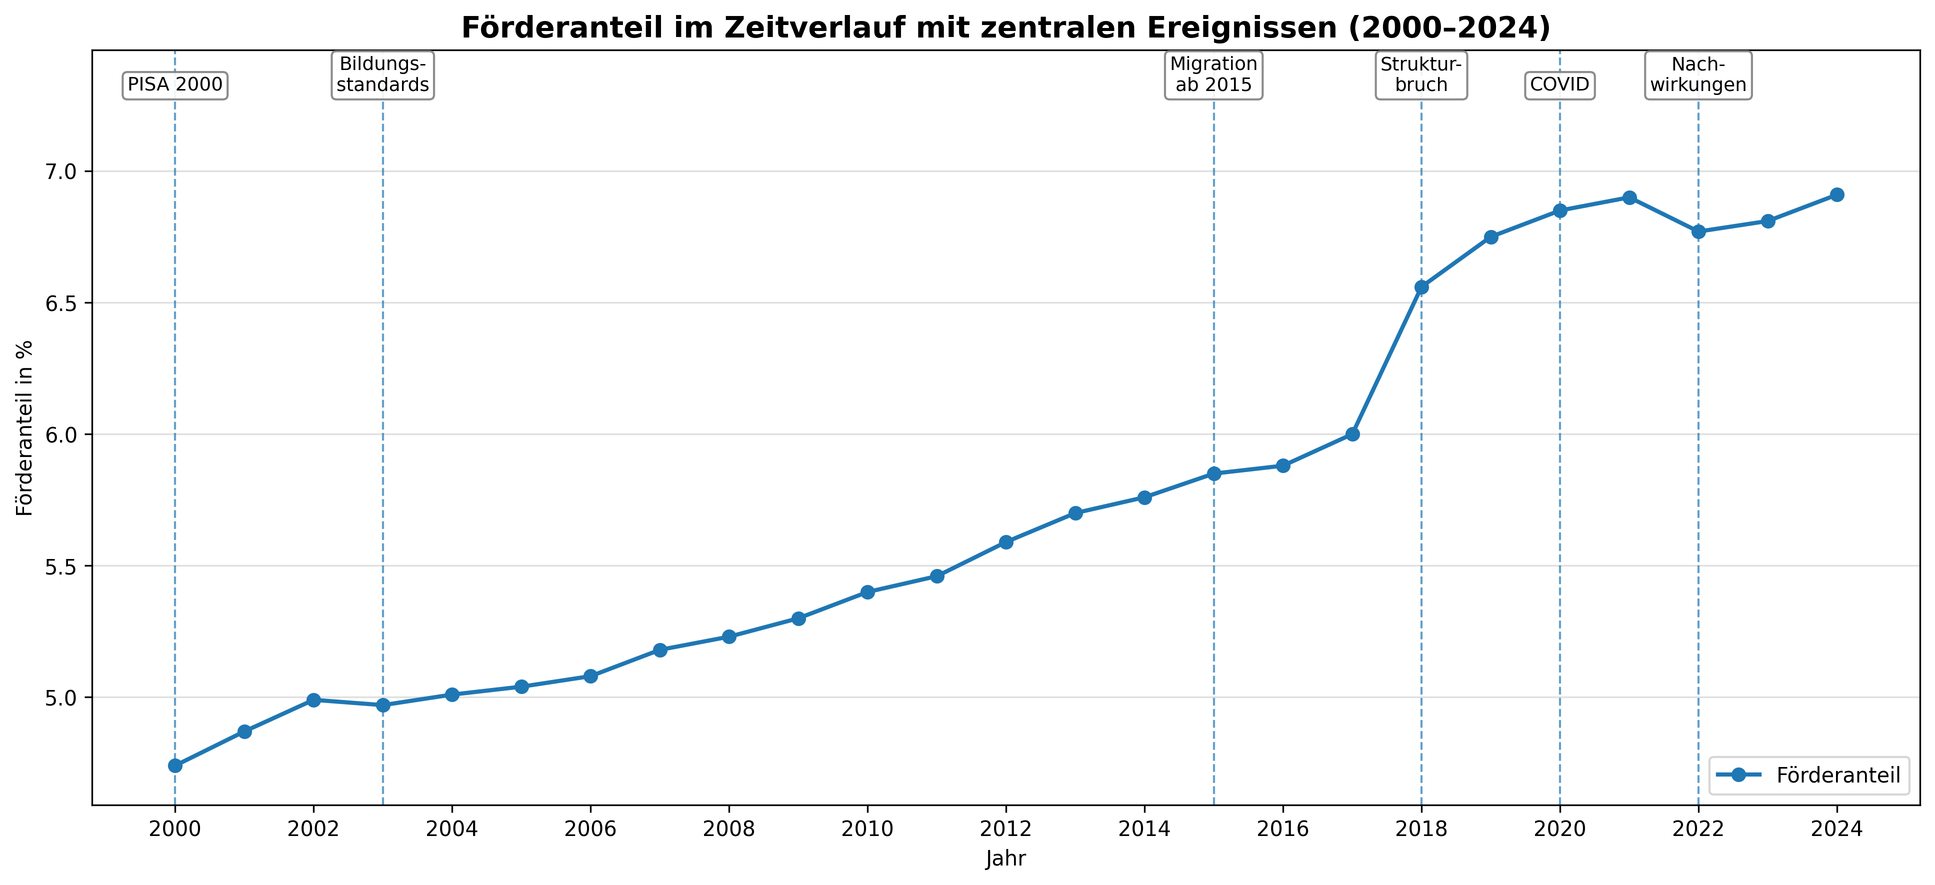 Förderanteil im Zeitverlauf mit zentralen Ereignissen (2000–2024)
PISA 2000
Bildungs-
standards
Migration
ab 2015
Struktur-
bruch
COVID
Nach-
wirkungen
Förderanteil in %
7.0
6.5
6.0
5.5
5.0
Förderanteil
2000 2002 2004 2006 2008 2010 2012 2014 2016 2018 2020 2022 2024
Jahr